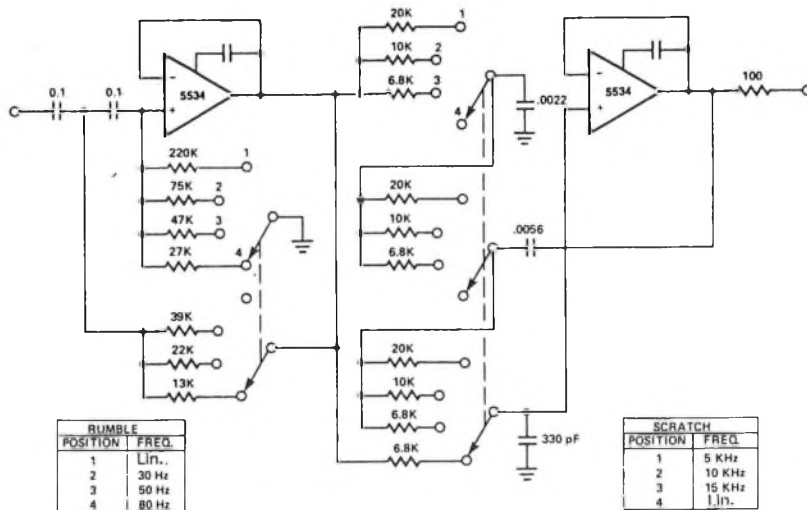 20K
1
10K
2
6.8K
3
4
5534
5534
0.1
0.1
100
.0022
220K
1
75K
2
47K
3
27K
4
20K
10K
6.8K
.0056
39K
22K
13K
20K
10K
6.8K
6.8K
330 pF
RUMBLE
POSITION FREQ.
1 Lin..
2 30 Hz
3 50 Hz
4 80 Hz
SCRATCH
POSITION FREQ.
1 5 KHz
2 10 KHz
3 15 KHz
4 Lin.